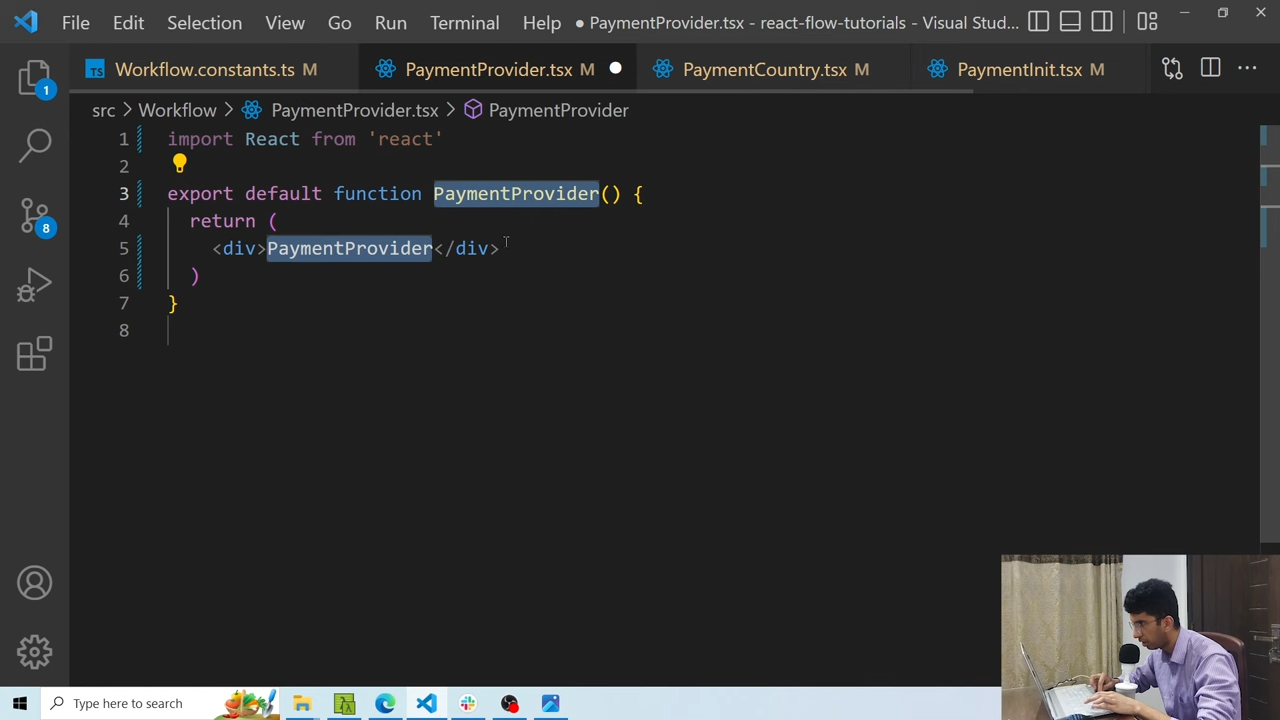 File Edit Selection View Go Run Terminal Help ● PaymentProvider.tsx - react-flow-tutorials - Visual Stud...
TS Workflow.constants.ts M PaymentProvider.tsx M PaymentCountry.tsx M PaymentInit.tsx M
src > Workflow > PaymentProvider.tsx > PaymentProvider
1 import React from 'react'
2
3 export default function PaymentProvider() {
4 return (
5 <div>PaymentProvider</div>
6 )
7 }
8
1
8
Type here to search